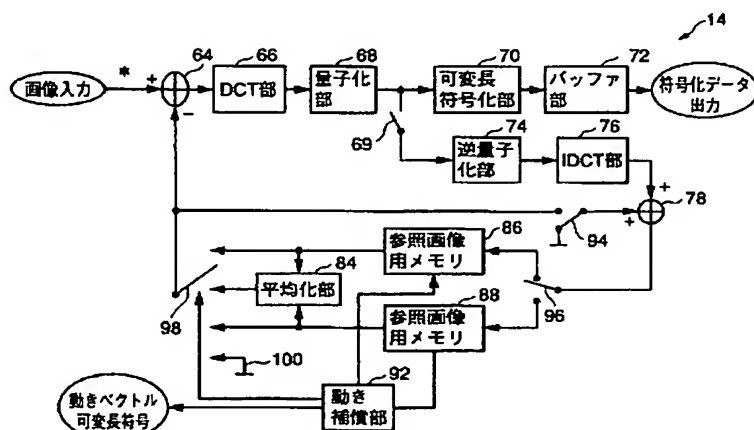 14
画像入力
*
+
64
−
66
DCT部
68
量子化
部
70
可変長
符号化部
72
バッファ
部
符号化データ
出力
69
74
逆量子
化部
76
IDCT部
+
78
+
94
86
参照画像
用メモリ
84
平均化部
88
参照画像
用メモリ
96
98
100
92
動き
補償部
動きベクトル
可変長符号